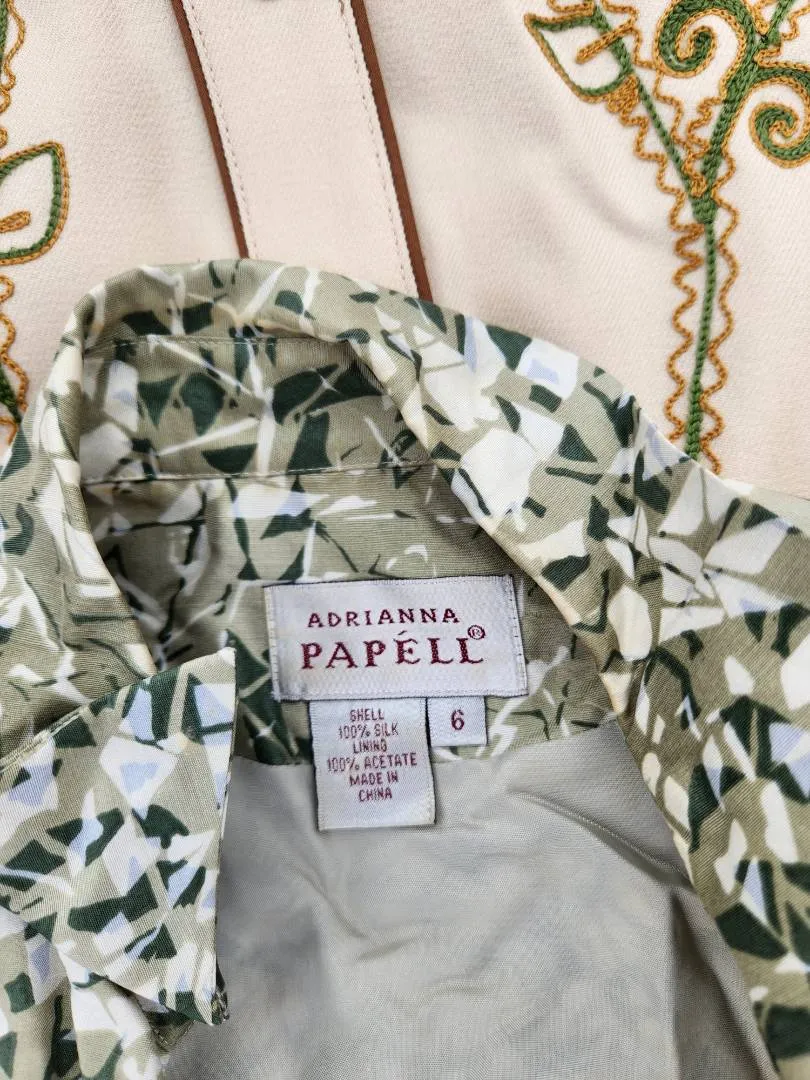 ADRIANNA
PAPÉLL®
SHELL
100% SILK
LINING
100% ACETATE
MADE IN
CHINA
6